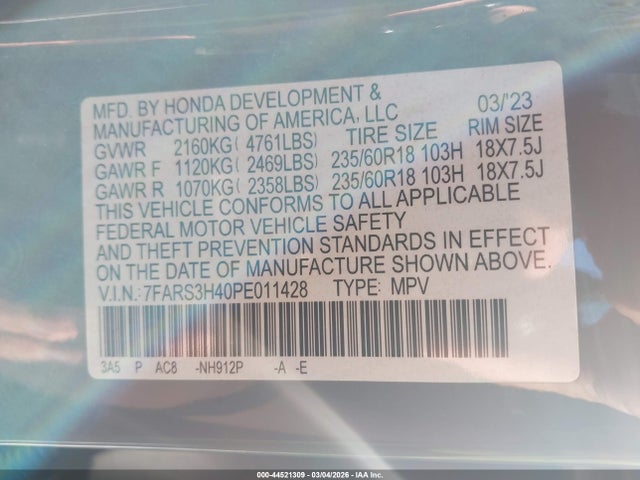 MFD. BY HONDA DEVELOPMENT &
MANUFACTURING OF AMERICA, LLC 03/'23
GVWR 2160KG ( 4761LBS) TIRE SIZE RIM SIZE
GAWR F 1120KG ( 2469LBS) 235/60R18 103H 18X7.5J
GAWR R 1070KG ( 2358LBS) 235/60R18 103H 18X7.5J
THIS VEHICLE CONFORMS TO ALL APPLICABLE
FEDERAL MOTOR VEHICLE SAFETY
AND THEFT PREVENTION STANDARDS IN EFFECT
ON THE DATE OF MANUFACTURE SHOWN ABOVE.
V.I.N.:7FARS3H40PE011428 TYPE: MPV
3A5 P AC8 -NH912P -A -E
000-44521309 - 03/04/2026 - IAA Inc.